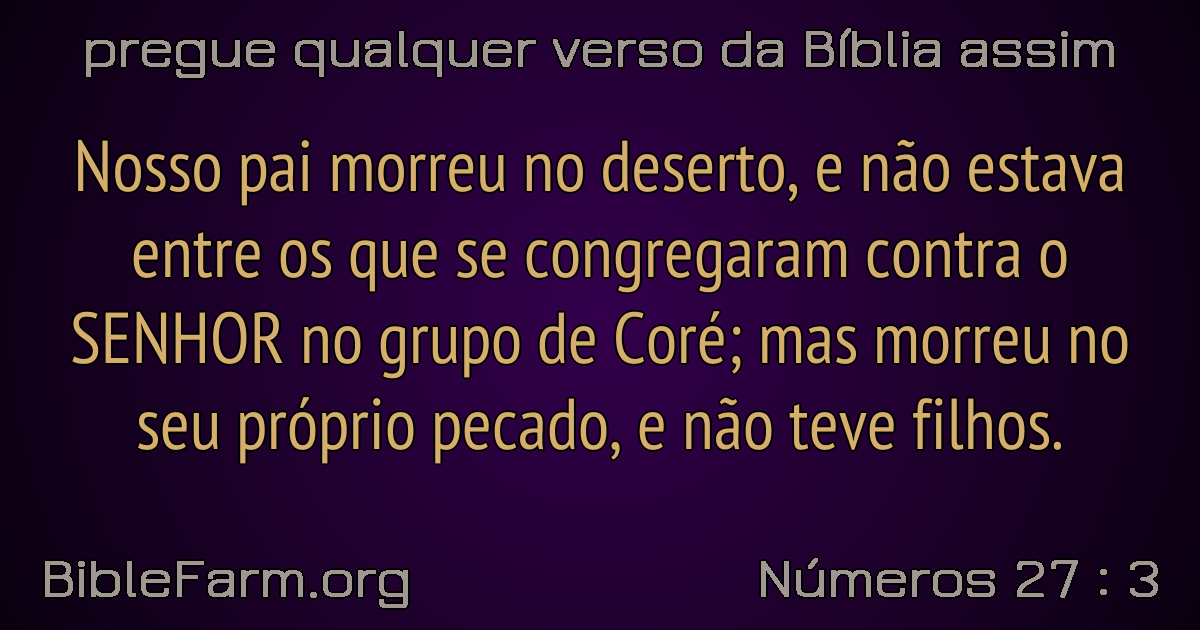 pregue qualquer verso da Bíblia assim
Nosso pai morreu no deserto, e não estava
entre os que se congregaram contra o
SENHOR no grupo de Coré; mas morreu no
seu próprio pecado, e não teve filhos.
BibleFarm.org
Números 27 : 3